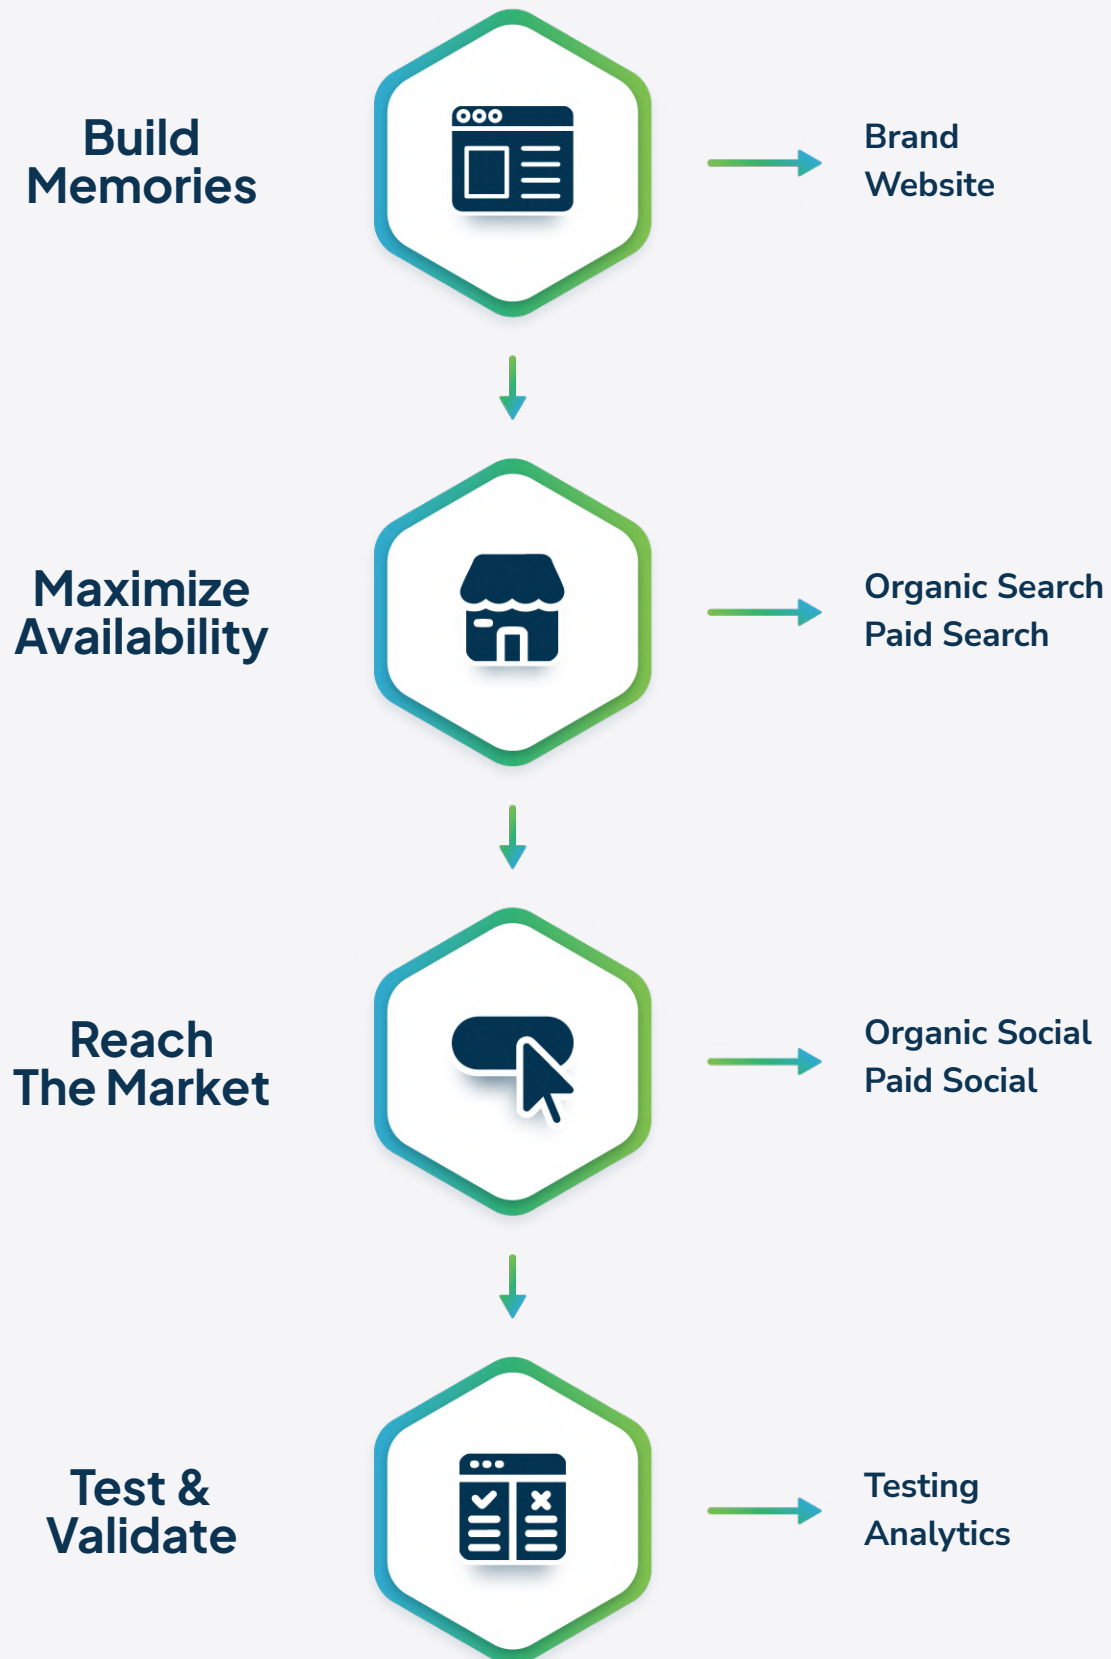 Build
Memories
Brand
Website
Maximize
Availability
Organic Search
Paid Search
Reach
The Market
Organic Social
Paid Social
Test &
Validate
Testing
Analytics